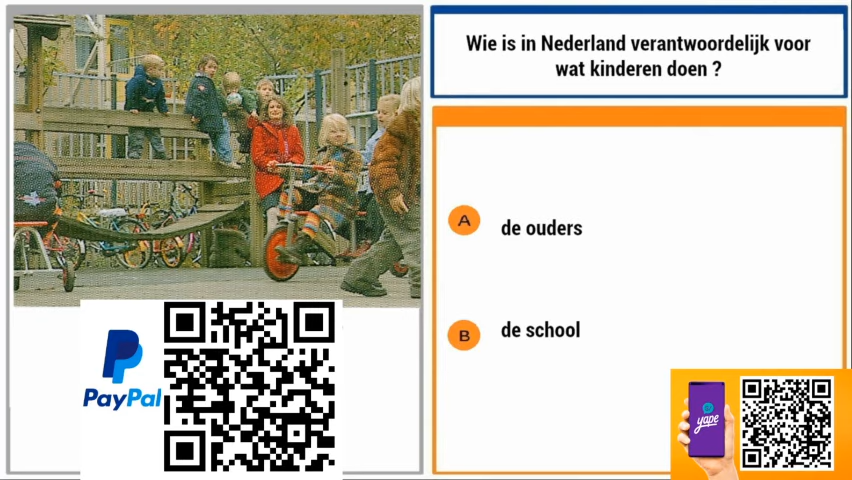 Wie is in Nederland verantwoordelijk voor
wat kinderen doen ?
A
de ouders
B
de school
PayPal
yape